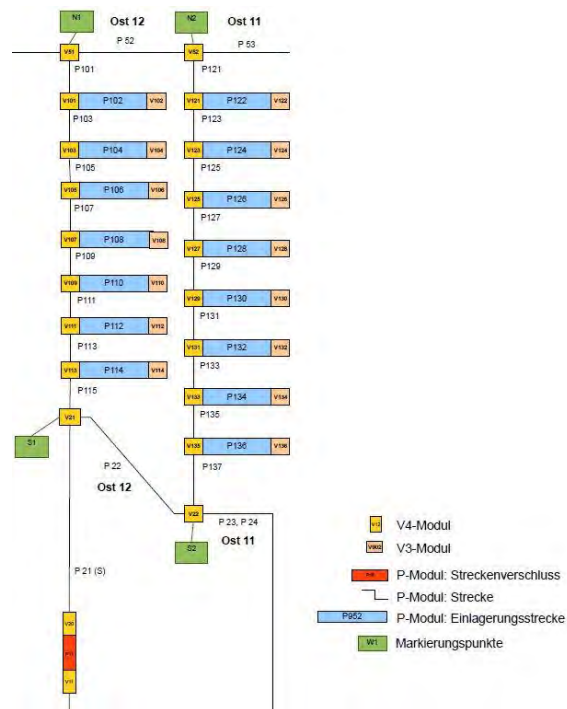 N1
Ost 12
N2
Ost 11
P 52
P 53
V51
V52
P101
P121
V101
P102
V102
V121
P122
V122
P103
P123
V103
P104
V104
V123
P124
V124
P105
P125
V105
P106
V106
V125
P126
V126
P107
P127
V107
P108
V108
V127
P128
V128
P109
P129
V109
P110
V110
V129
P130
V130
P111
P131
V111
P112
V112
V131
P132
V132
P113
P133
V113
P114
V114
V133
P134
V134
P115
P135
V21
V135
P136
V136
S1
P 22
P137
Ost 12
V22
P 23, P 24
S2
Ost 11
P 21 (S)
V20
V11
V4-Modul
V3-Modul
P-Modul: Streckenverschluss
P-Modul: Strecke
P952
P-Modul: Einlagerungsstrecke
W1
Markierungspunkte